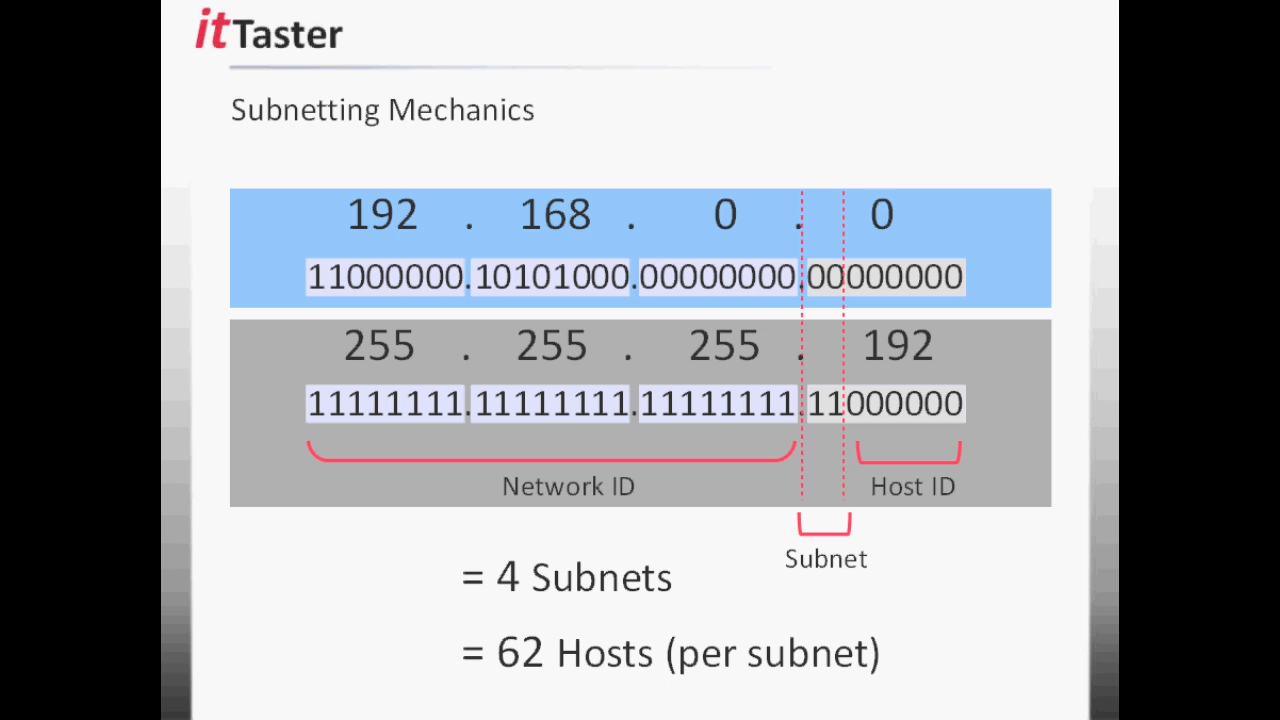 itTaster
Subnetting Mechanics
192 . 168 . 0 . 0
11000000.10101000.00000000.00000000
255 . 255 . 255 . 192
11111111.11111111.11111111.11000000
Network ID
Host ID
Subnet
= 4 Subnets
= 62 Hosts (per subnet)